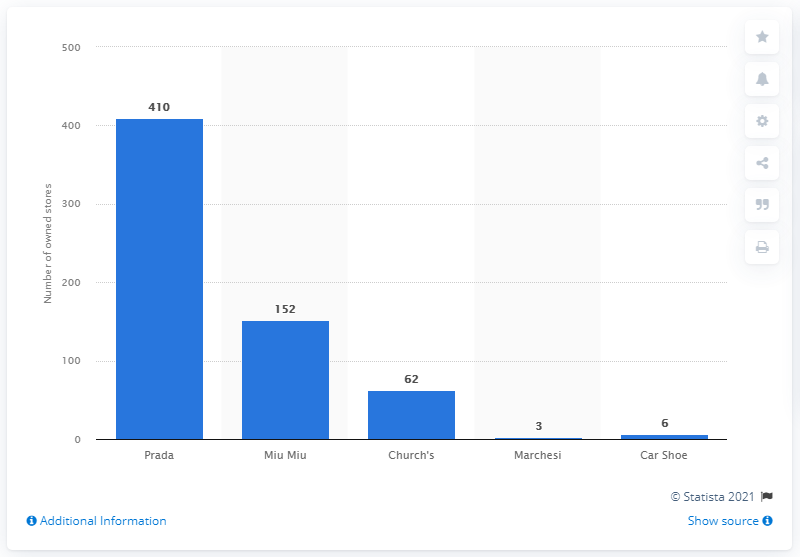 500
400
300
200
100
0
Number of owned stores
410
152
62
3
6
Prada
Miu Miu
Church's
Marchesi
Car Shoe
© Statista 2021
Additional Information
Show source